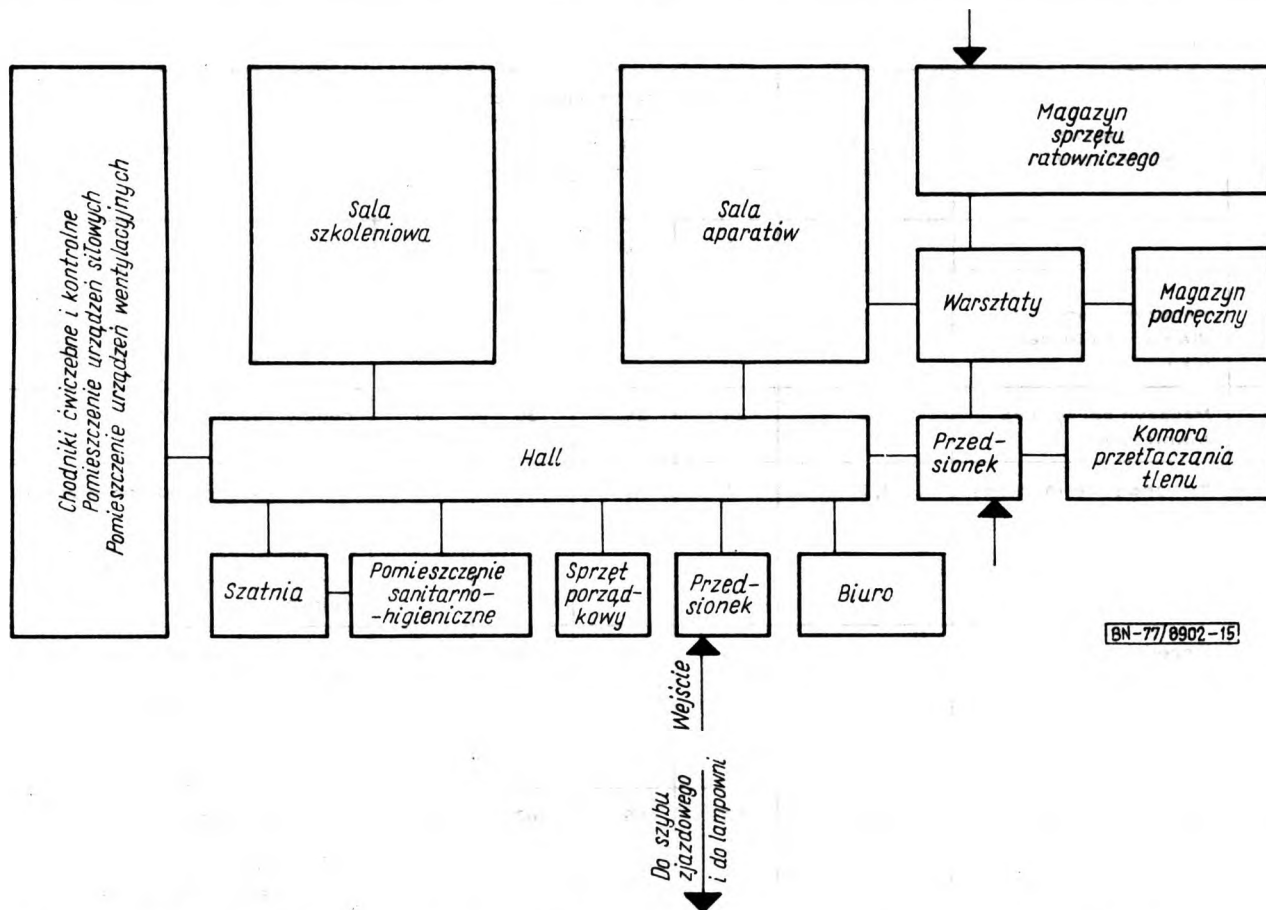 Chodniki ćwiczebne i kontrolne
Pomieszczenie urządzeń siłowych
Pomieszczenie urządzeń wentylacyjnych
Sala
szkoleniowa
Sala
aparatów
Magazyn
sprzętu
ratowniczego
Warsztaty
Magazyn
podręczny
Hall
Przed-
sionek
Komora
przetłaczania
tlenu
Szatnia
Pomieszczenie
sanitarno-
-higieniczne
Sprzęt
porząd-
kowy
Przed-
sionek
Biuro
BN-77/8902-15
Wejście
Do szybu
zjazdowego
i do lampowni